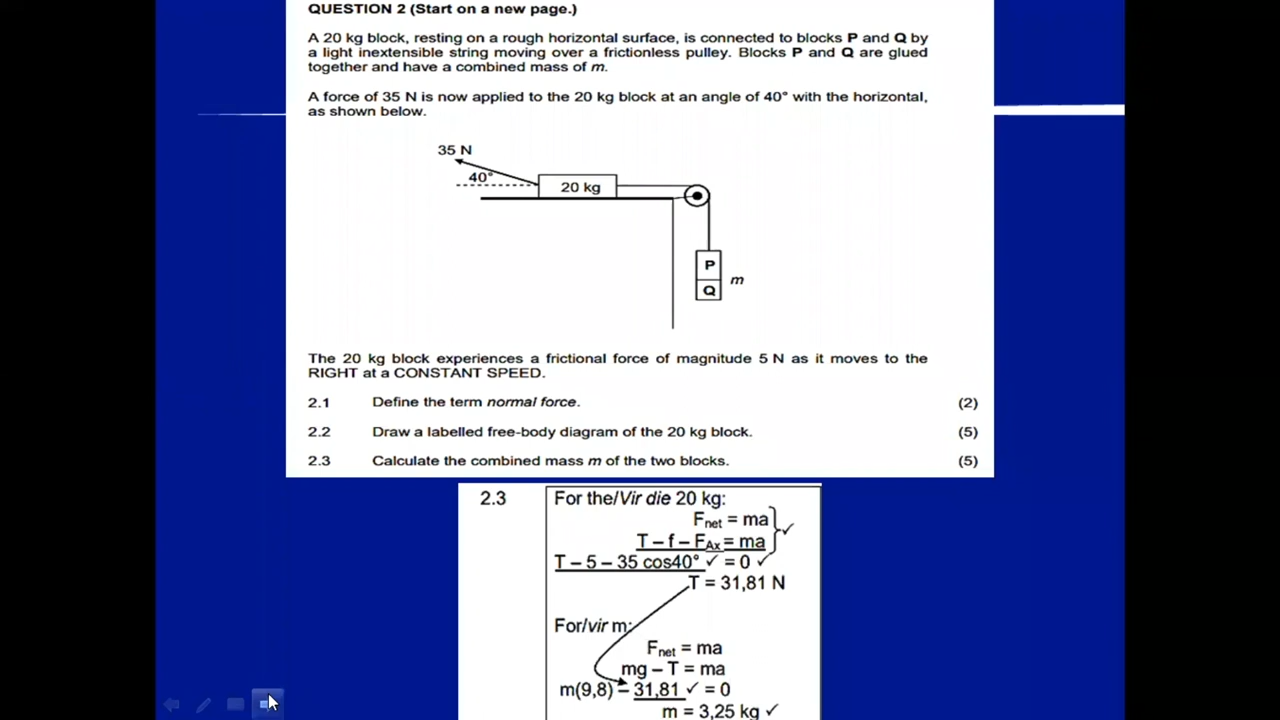 QUESTION 2 (Start on a new page.)
A 20 kg block, resting on a rough horizontal surface, is connected to blocks P and Q by
a light inextensible string moving over a frictionless pulley. Blocks P and Q are glued
together and have a combined mass of m.
A force of 35 N is now applied to the 20 kg block at an angle of 40° with the horizontal,
as shown below.
35 N
40°
20 kg
P
Q
m
The 20 kg block experiences a frictional force of magnitude 5 N as it moves to the
RIGHT at a CONSTANT SPEED.
2.1 Define the term normal force. (2)
2.2 Draw a labelled free-body diagram of the 20 kg block. (5)
2.3 Calculate the combined mass m of the two blocks. (5)
2.3 For the/Vir die 20 kg:
Fnet = ma
T – f – FAx = ma
T – 5 – 35 cos40° ✓ = 0 ✓
T = 31,81 N
For/vir m:
Fnet = ma
mg – T = ma
m(9,8) – 31,81 ✓ = 0
m = 3,25 kg ✓